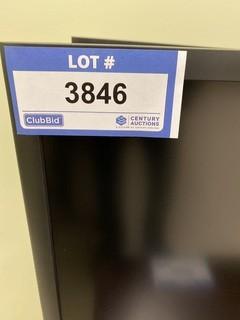 LOT #
3846
ClubBid
CENTURY
AUCTIONS